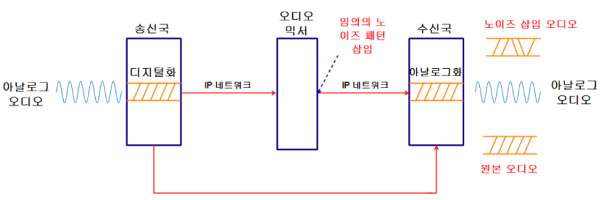 송신국
오디오
믹서
임의의 노
이즈 패턴
삽입
수신국
노이즈 삽입 오디오
디지털화
아날로그화
아날로그
오디오
IP 네트워크
IP 네트워크
아날로그
오디오
원본 오디오